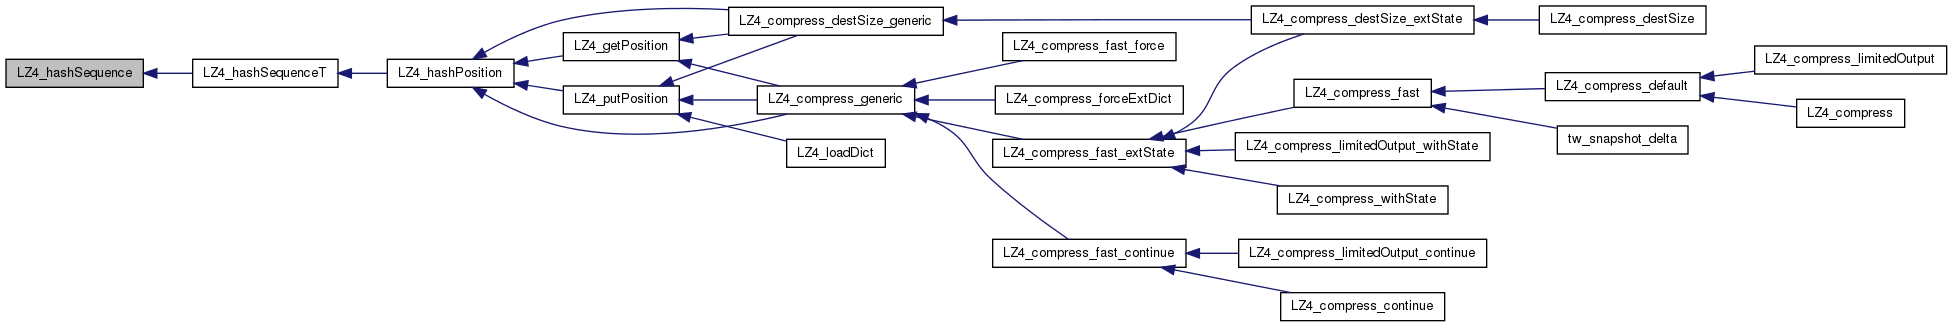 LZ4_hashSequence
LZ4_hashSequenceT
LZ4_hashPosition
LZ4_compress_destSize_generic
LZ4_getPosition
LZ4_putPosition
LZ4_compress_generic
LZ4_loadDict
LZ4_compress_fast_force
LZ4_compress_forceExtDict
LZ4_compress_fast_extState
LZ4_compress_fast_continue
LZ4_compress_destSize_extState
LZ4_compress_fast
LZ4_compress_limitedOutput_withState
LZ4_compress_withState
LZ4_compress_limitedOutput_continue
LZ4_compress_continue
LZ4_compress_destSize
LZ4_compress_default
tw_snapshot_delta
LZ4_compress_limitedOutput
LZ4_compress